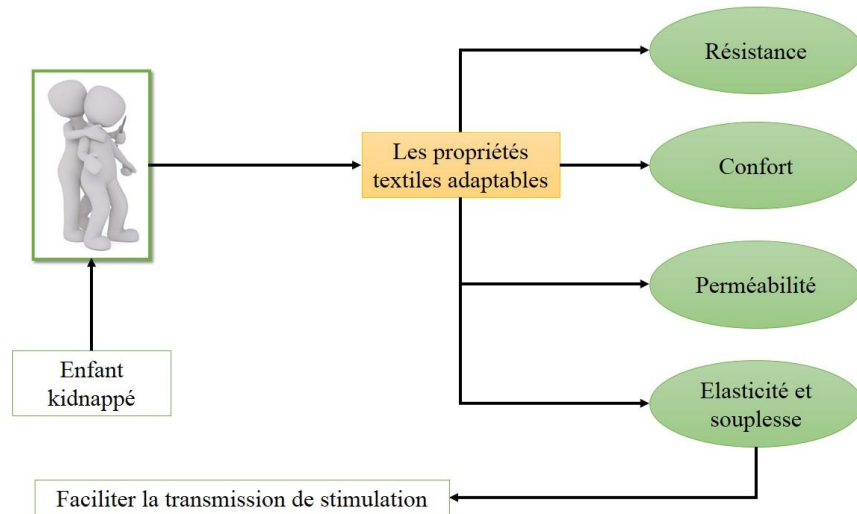 Résistance
Les propriétés
textiles adaptables
Confort
Perméabilité
Enfant
kidnappé
Elasticité et
souplesse
Faciliter la transmission de stimulation